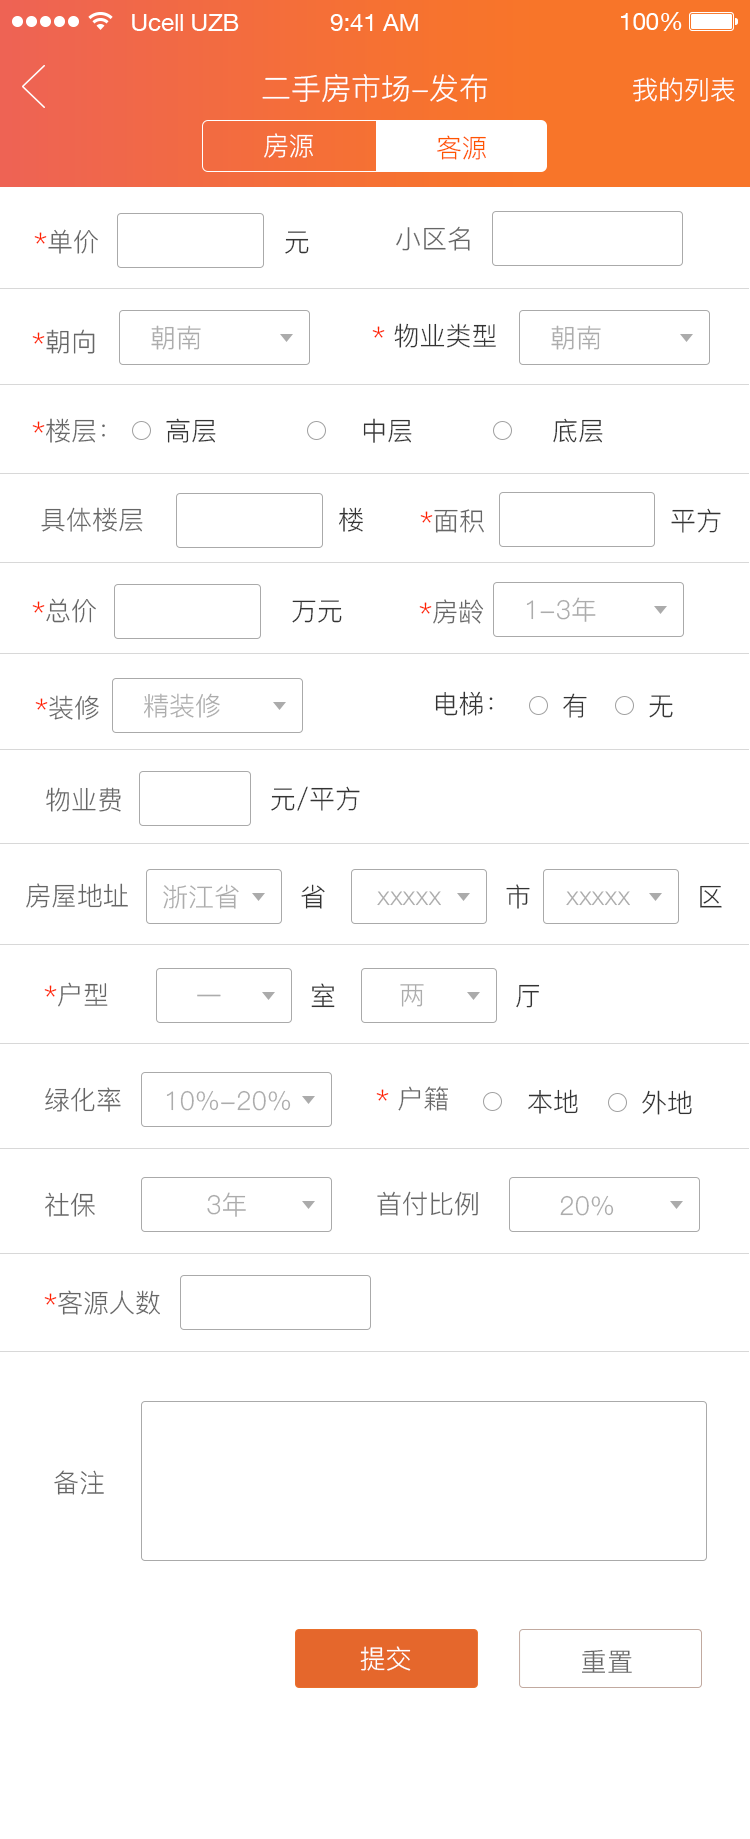 Ucell UZB 9:41 AM 100%
二手房市场-发布 我的列表
房源 客源
*单价 元 小区名
*朝向 朝南 * 物业类型 朝南
*楼层: 高层 中层 底层
具体楼层 楼 *面积 平方
*总价 万元 *房龄 1-3年
*装修 精装修 电梯: 有 无
物业费 元/平方
房屋地址 浙江省 省 xxxxx 市 xxxxx 区
*户型 一 室 两 厅
绿化率 10%-20% * 户籍 本地 外地
社保 3年 首付比例 20%
*客源人数
备注
提交 重置